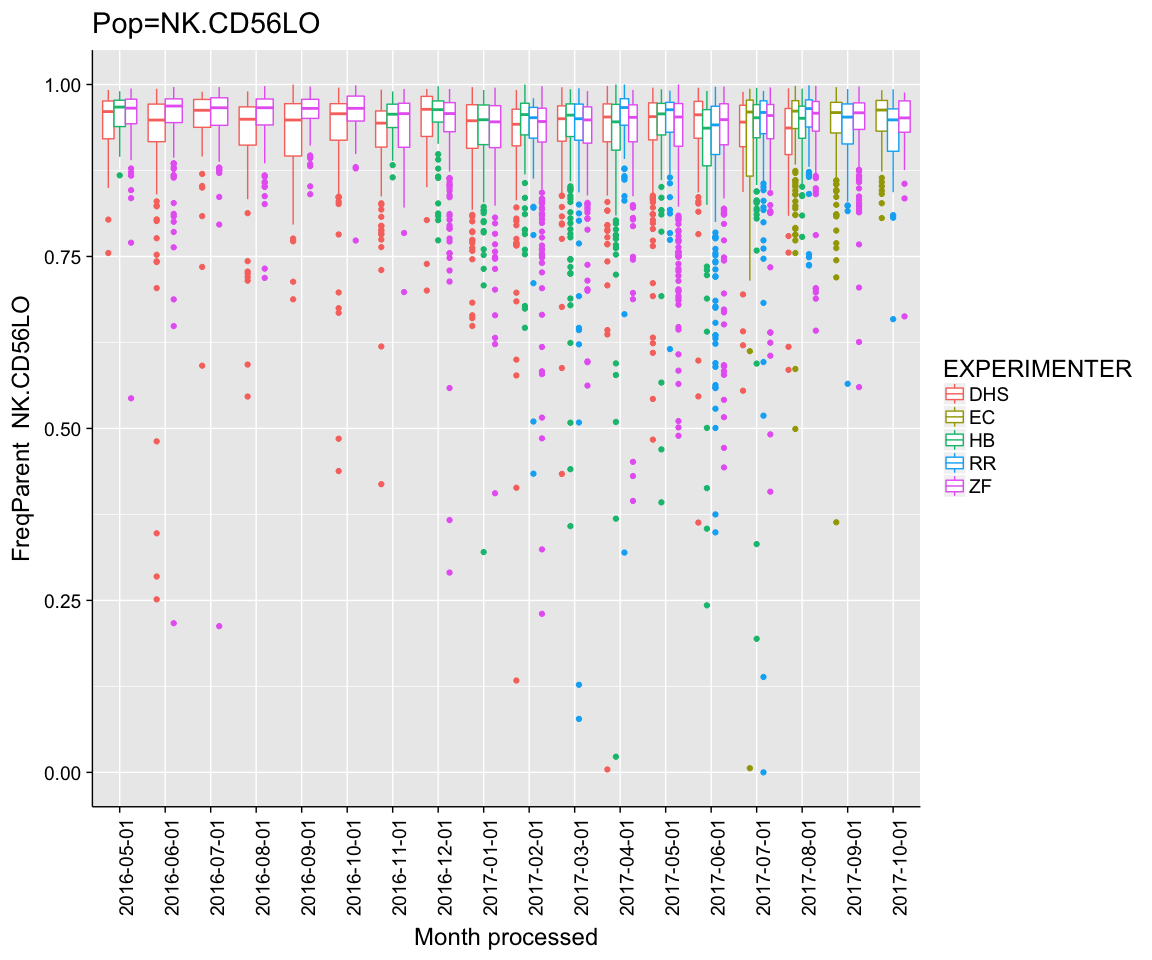 Pop=NK.CD56LO
FreqParent NK.CD56LO
1.00
0.75
0.50
0.25
0.00
2016-05-01
2016-06-01
2016-07-01
2016-08-01
2016-09-01
2016-10-01
2016-11-01
2016-12-01
2017-01-01
2017-02-01
2017-03-01
2017-04-01
2017-05-01
2017-06-01
2017-07-01
2017-08-01
2017-09-01
2017-10-01
Month processed
EXPERIMENTER
DHS
EC
HB
RR
ZF